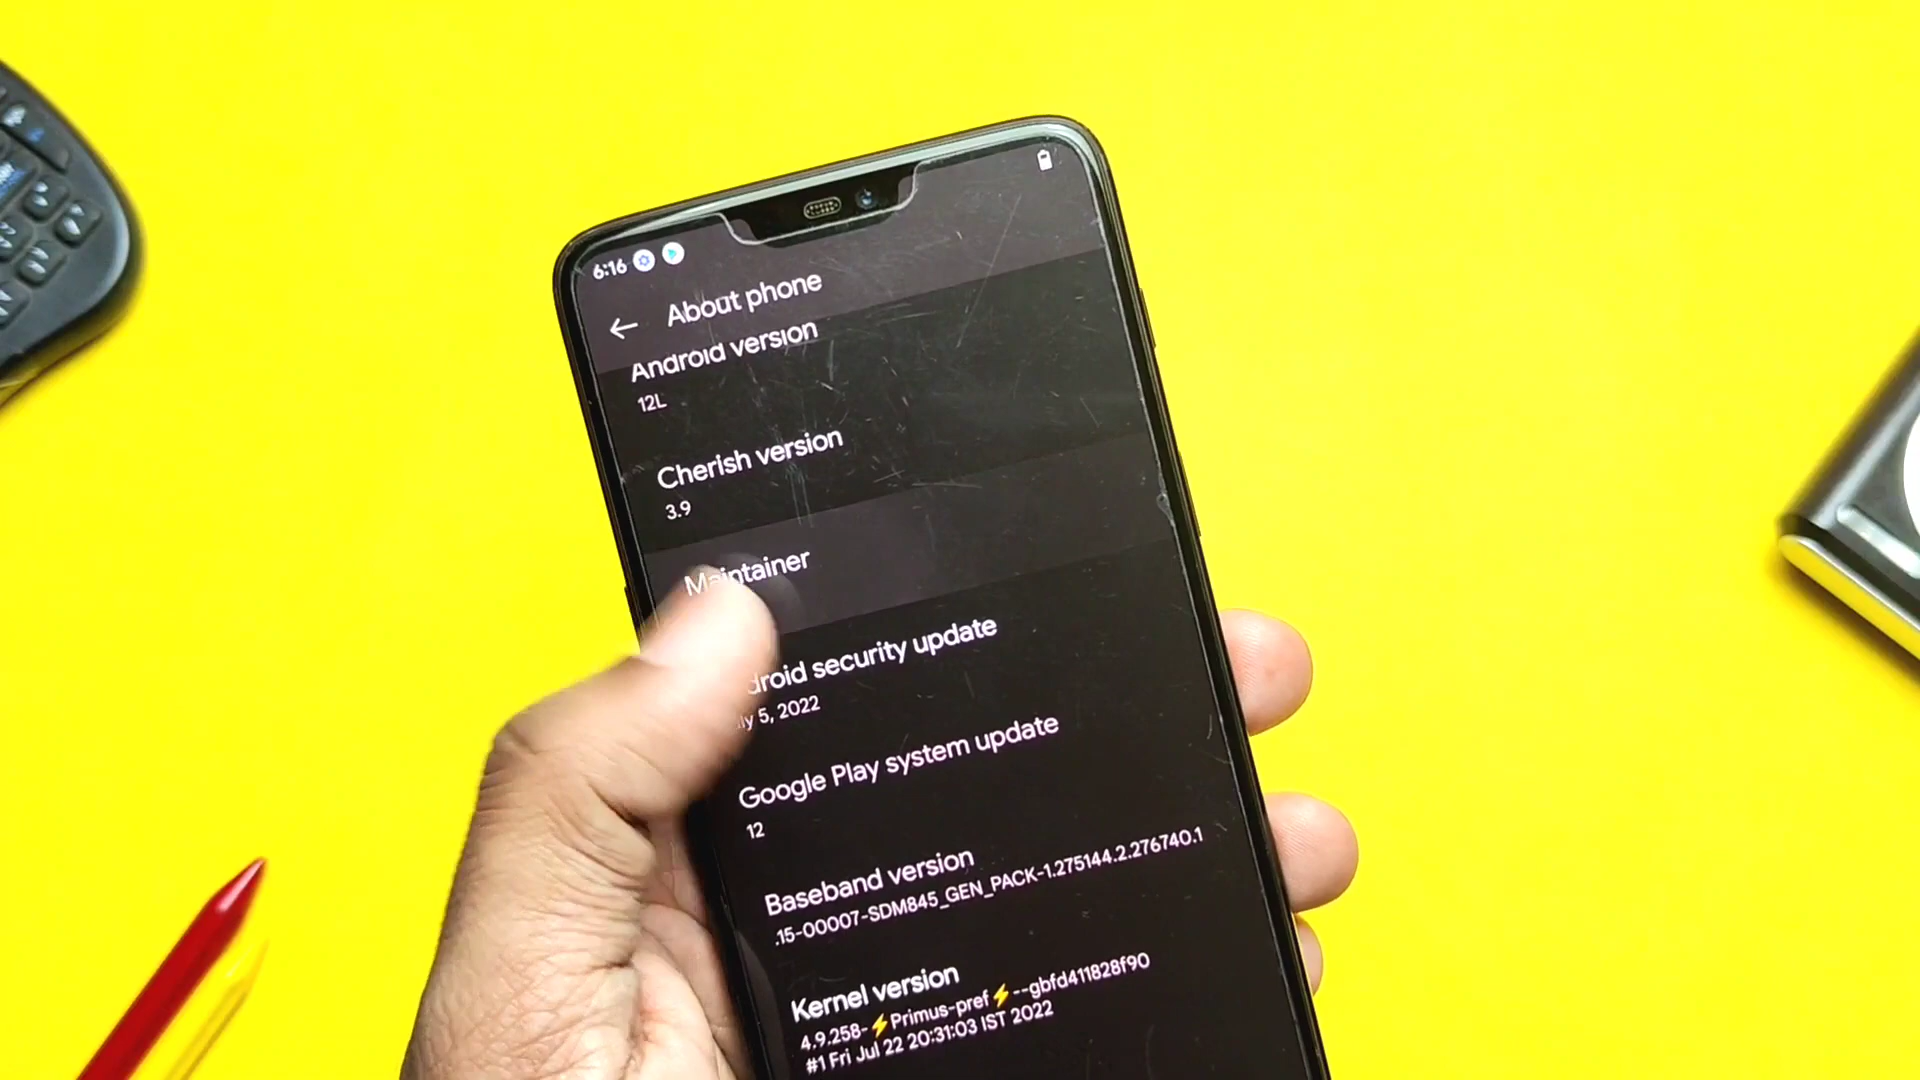 6:16
About phone
Android version
12L
Cherish version
3.9
Maintainer
security update
5, 2022
Google Play system update
12
Baseband version
.15-00007-SDM845_GEN_PACK-1.275144.2.276740.1
Kernel version
4.9.258-⚡Primus-pref⚡--gbfd411828f90
#1 Fri Jul 22 20:31:03 IST 2022